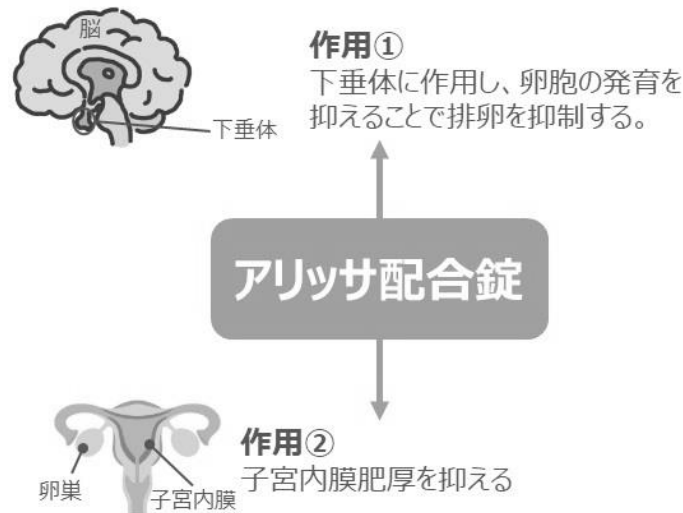 脳
下垂体
作用①
下垂体に作用し、卵胞の発育を
抑えることで排卵を抑制する。
アリッサ配合錠
卵巣
子宮内膜
作用②
子宮内膜肥厚を抑える